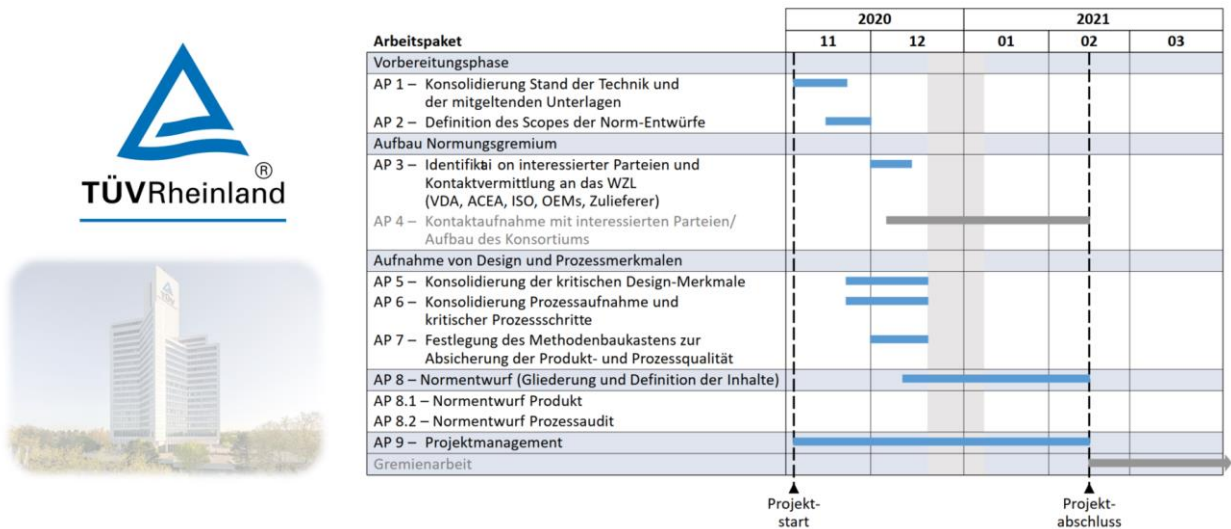 ®
TÜVRheinland
2020 2021
Arbeitspaket 11 12 01 02 03
Vorbereitungsphase
AP 1 – Konsolidierung Stand der Technik und
der mitgeltenden Unterlagen
AP 2 – Definition des Scopes der Norm-Entwürfe
Aufbau Normungsgremium
AP 3 – Identifikati on interessierter Parteien und
Kontaktvermittlung an das WZL
(VDA, ACEA, ISO, OEMs, Zulieferer)
AP 4 – Kontaktaufnahme mit interessierten Parteien/
Aufbau des Konsortiums
Aufnahme von Design und Prozessmerkmalen
AP 5 – Konsolidierung der kritischen Design-Merkmale
AP 6 – Konsolidierung Prozessaufnahme und
kritischer Prozessschritte
AP 7 – Festlegung des Methodenbaukastens zur
Absicherung der Produkt- und Prozessqualität
AP 8 – Normentwurf (Gliederung und Definition der Inhalte)
AP 8.1 – Normentwurf Produkt
AP 8.2 – Normentwurf Prozessaudit
AP 9 – Projektmanagement
Gremienarbeit
Projekt-
start
Projekt-
abschluss